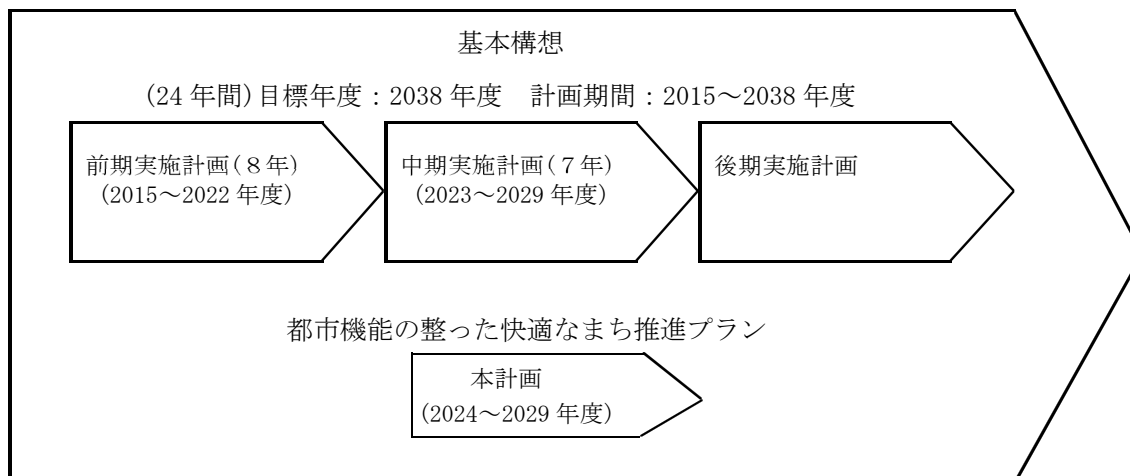 基本構想
(24 年間)目標年度：2038 年度　計画期間：2015～2038 年度
前期実施計画(８年)
(2015～2022 年度)
中期実施計画(７年)
(2023～2029 年度)
後期実施計画
都市機能の整った快適なまち推進プラン
本計画
(2024～2029 年度)